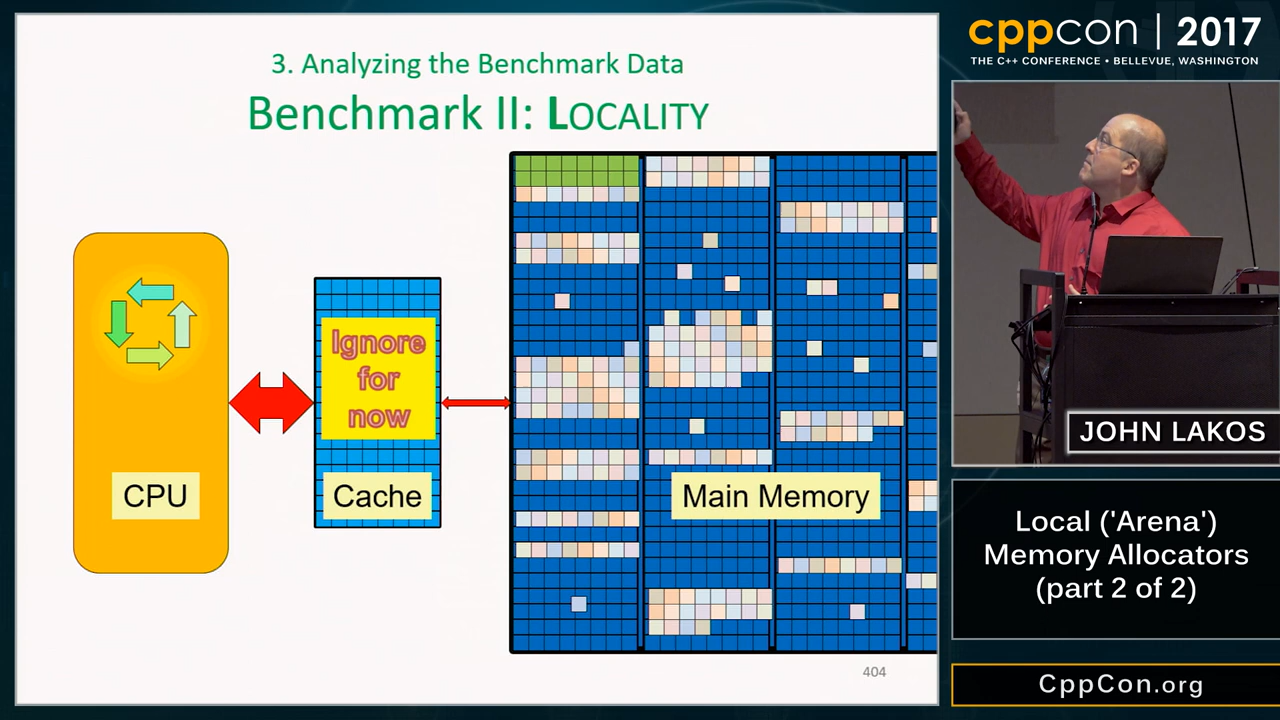 3. Analyzing the Benchmark Data
Benchmark II: LOCALITY
Ignore
for
now
CPU
Cache
Main Memory
404
cppcon | 2017
THE C++ CONFERENCE • BELLEVUE, WASHINGTON
JOHN LAKOS
Local ('Arena')
Memory Allocators
(part 2 of 2)
CppCon.org